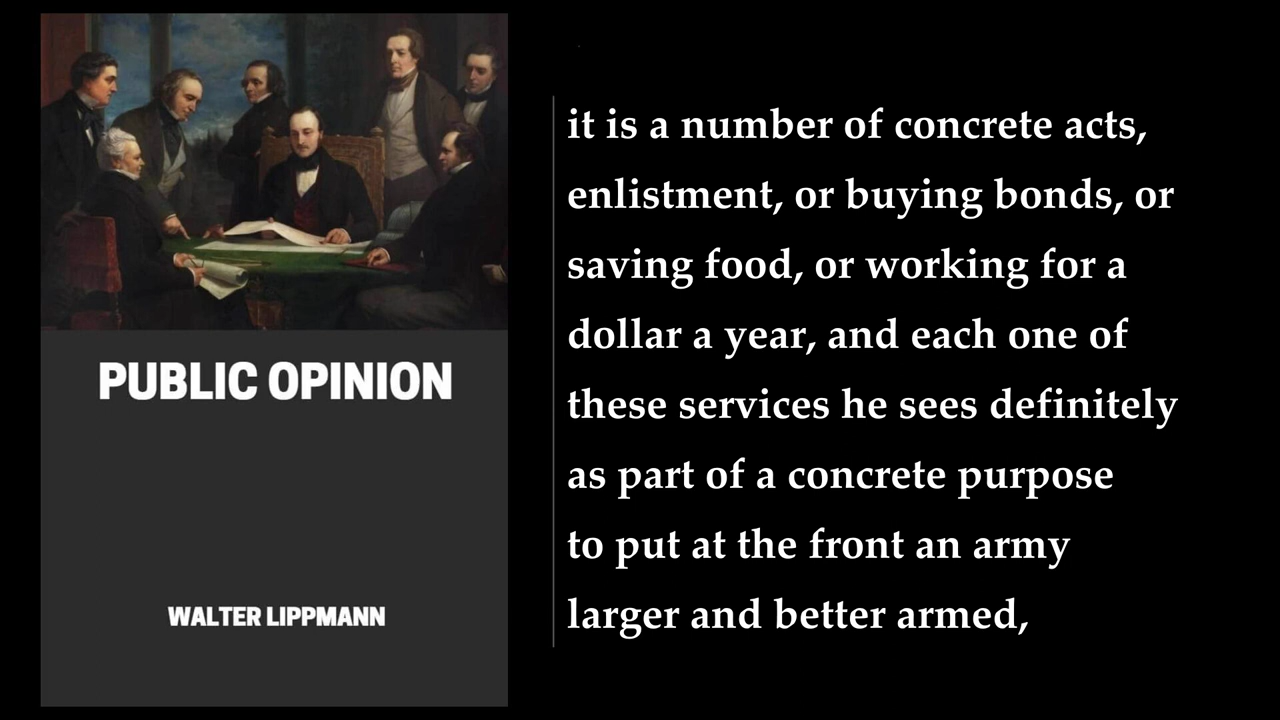 PUBLIC OPINION
WALTER LIPPMANN
it is a number of concrete acts,
enlistment, or buying bonds, or
saving food, or working for a
dollar a year, and each one of
these services he sees definitely
as part of a concrete purpose
to put at the front an army
larger and better armed,